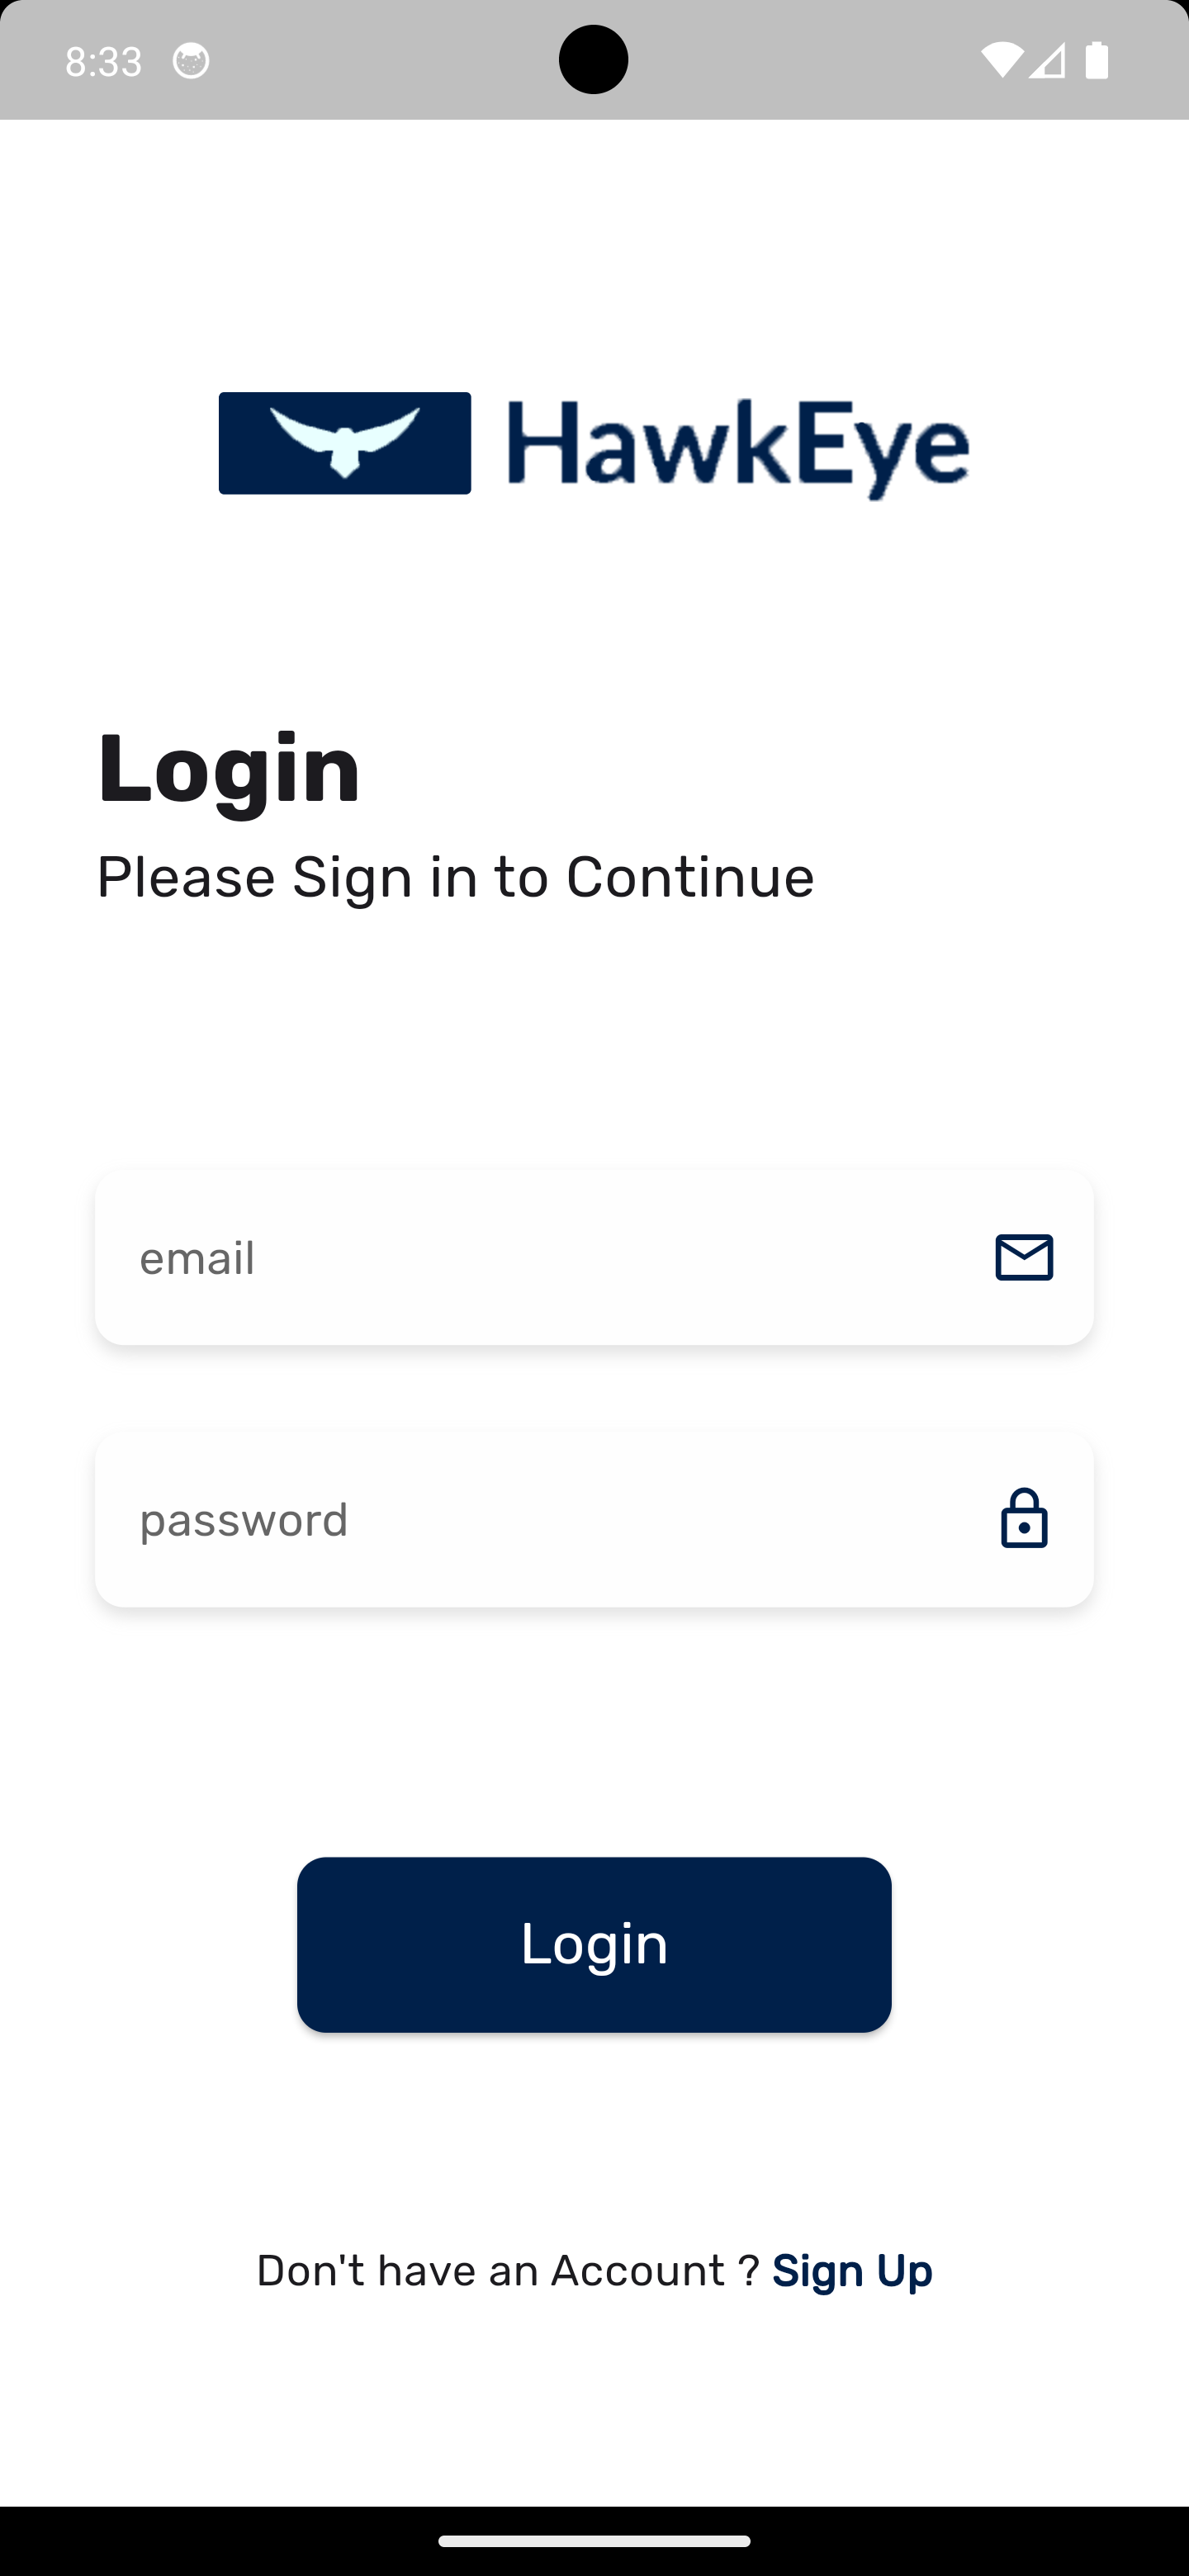 8:33
HawkEye
Login
Please Sign in to Continue
email
password
Login
Don't have an Account ? Sign Up